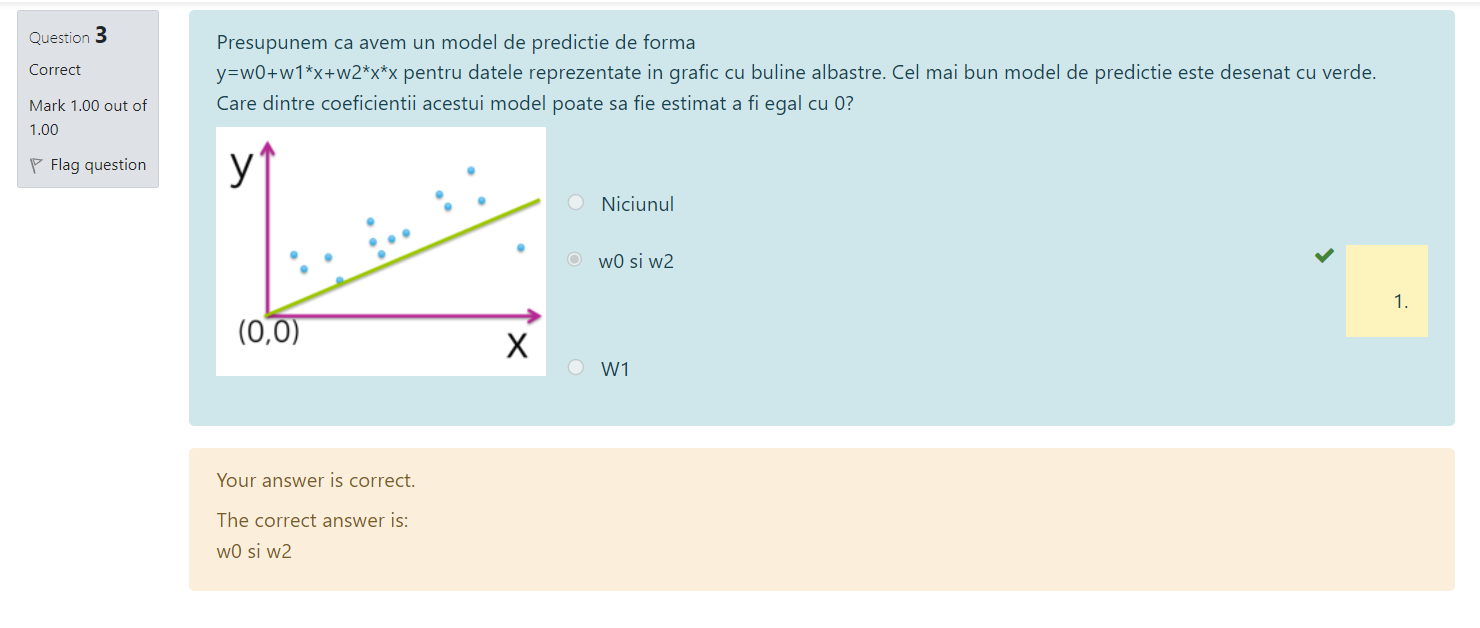 Question 3
Correct
Mark 1.00 out of
1.00
Flag question
Presupunem ca avem un model de predictie de forma
y=w0+w1*x+w2*x*x pentru datele reprezentate in grafic cu buline albastre. Cel mai bun model de predictie este desenat cu verde.
Care dintre coeficientii acestui model poate sa fie estimat a fi egal cu 0?
y
(0,0)
x
Niciunul
w0 si w2
1.
W1
Your answer is correct.
The correct answer is:
w0 si w2